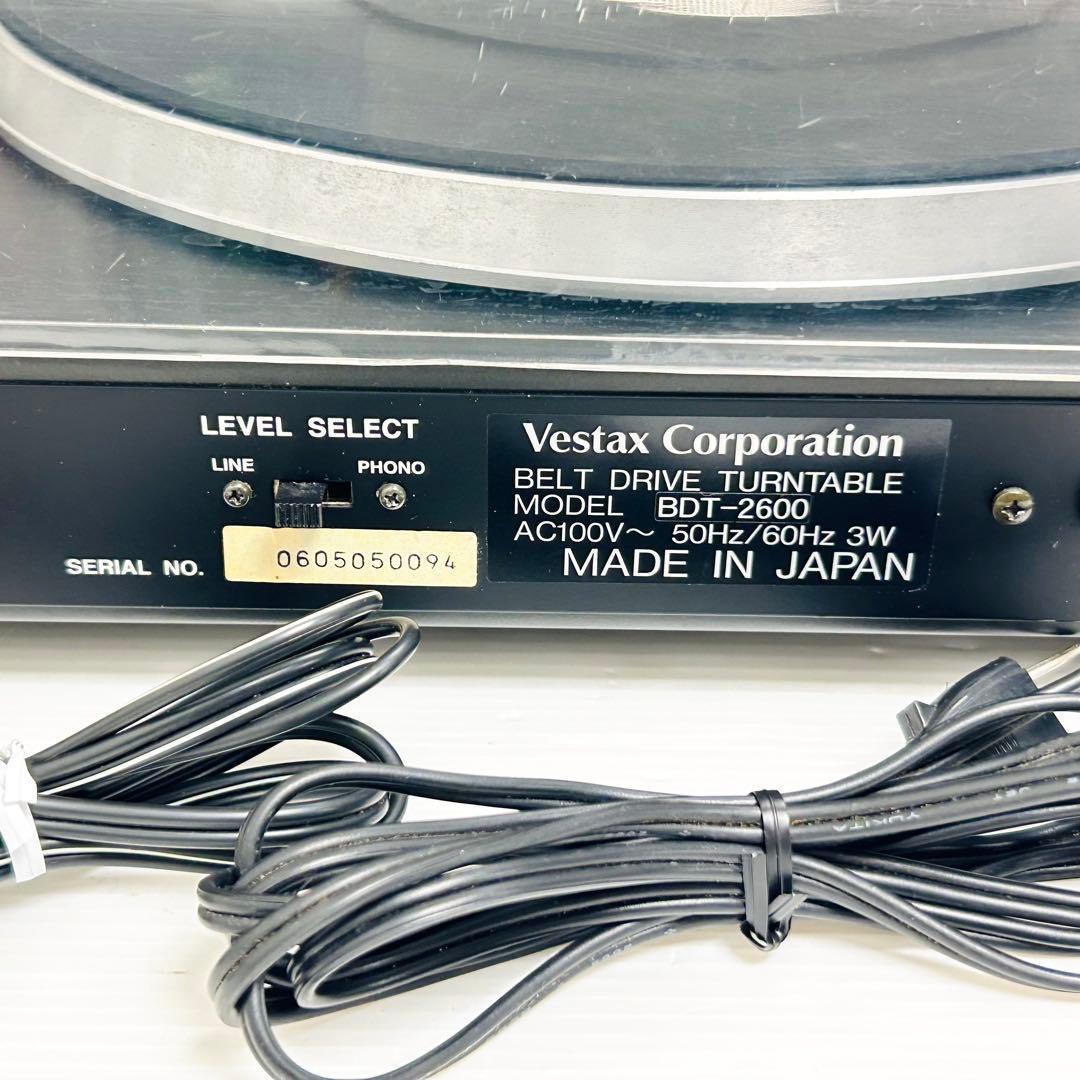 LEVEL SELECT
LINE PHONO
SERIAL NO. 0605050094
Vestax Corporation
BELT DRIVE TURNTABLE
MODEL BDT-2600
AC100V~ 50Hz/60Hz 3W
MADE IN JAPAN
YUKITA